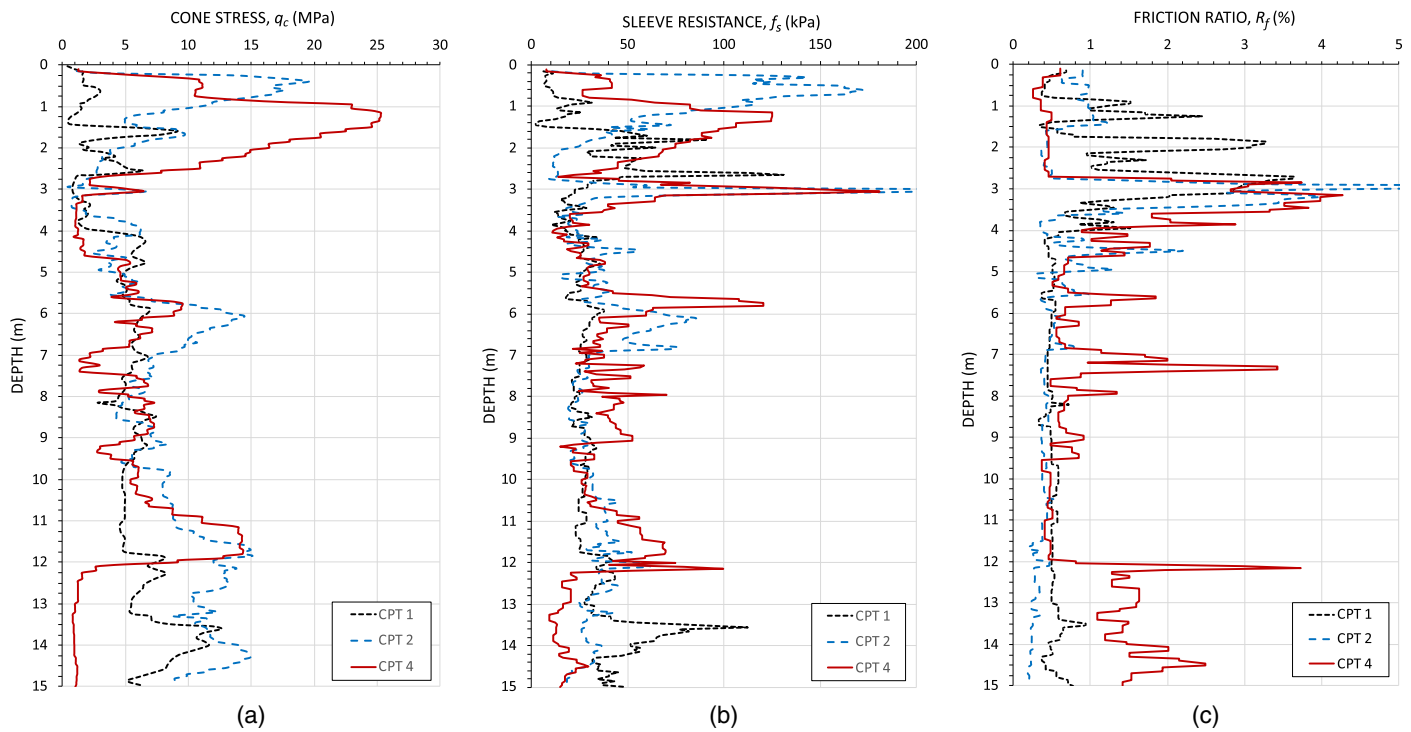 CONE STRESS, qc (MPa)
0 5 10 15 20 25 30
0
1
2
3
4
5
6
7
8
9
10
11
12
13
14
15
DEPTH (m)
CPT 1
CPT 2
CPT 4
(a)
SLEEVE RESISTANCE, fs (kPa)
0 50 100 150 200
0
1
2
3
4
5
6
7
8
9
10
11
12
13
14
15
DEPTH (m)
CPT 1
CPT 2
CPT 4
(b)
FRICTION RATIO, Rf (%)
0 1 2 3 4 5
0
1
2
3
4
5
6
7
8
9
10
11
12
13
14
15
DEPTH (m)
CPT 1
CPT 2
CPT 4
(c)